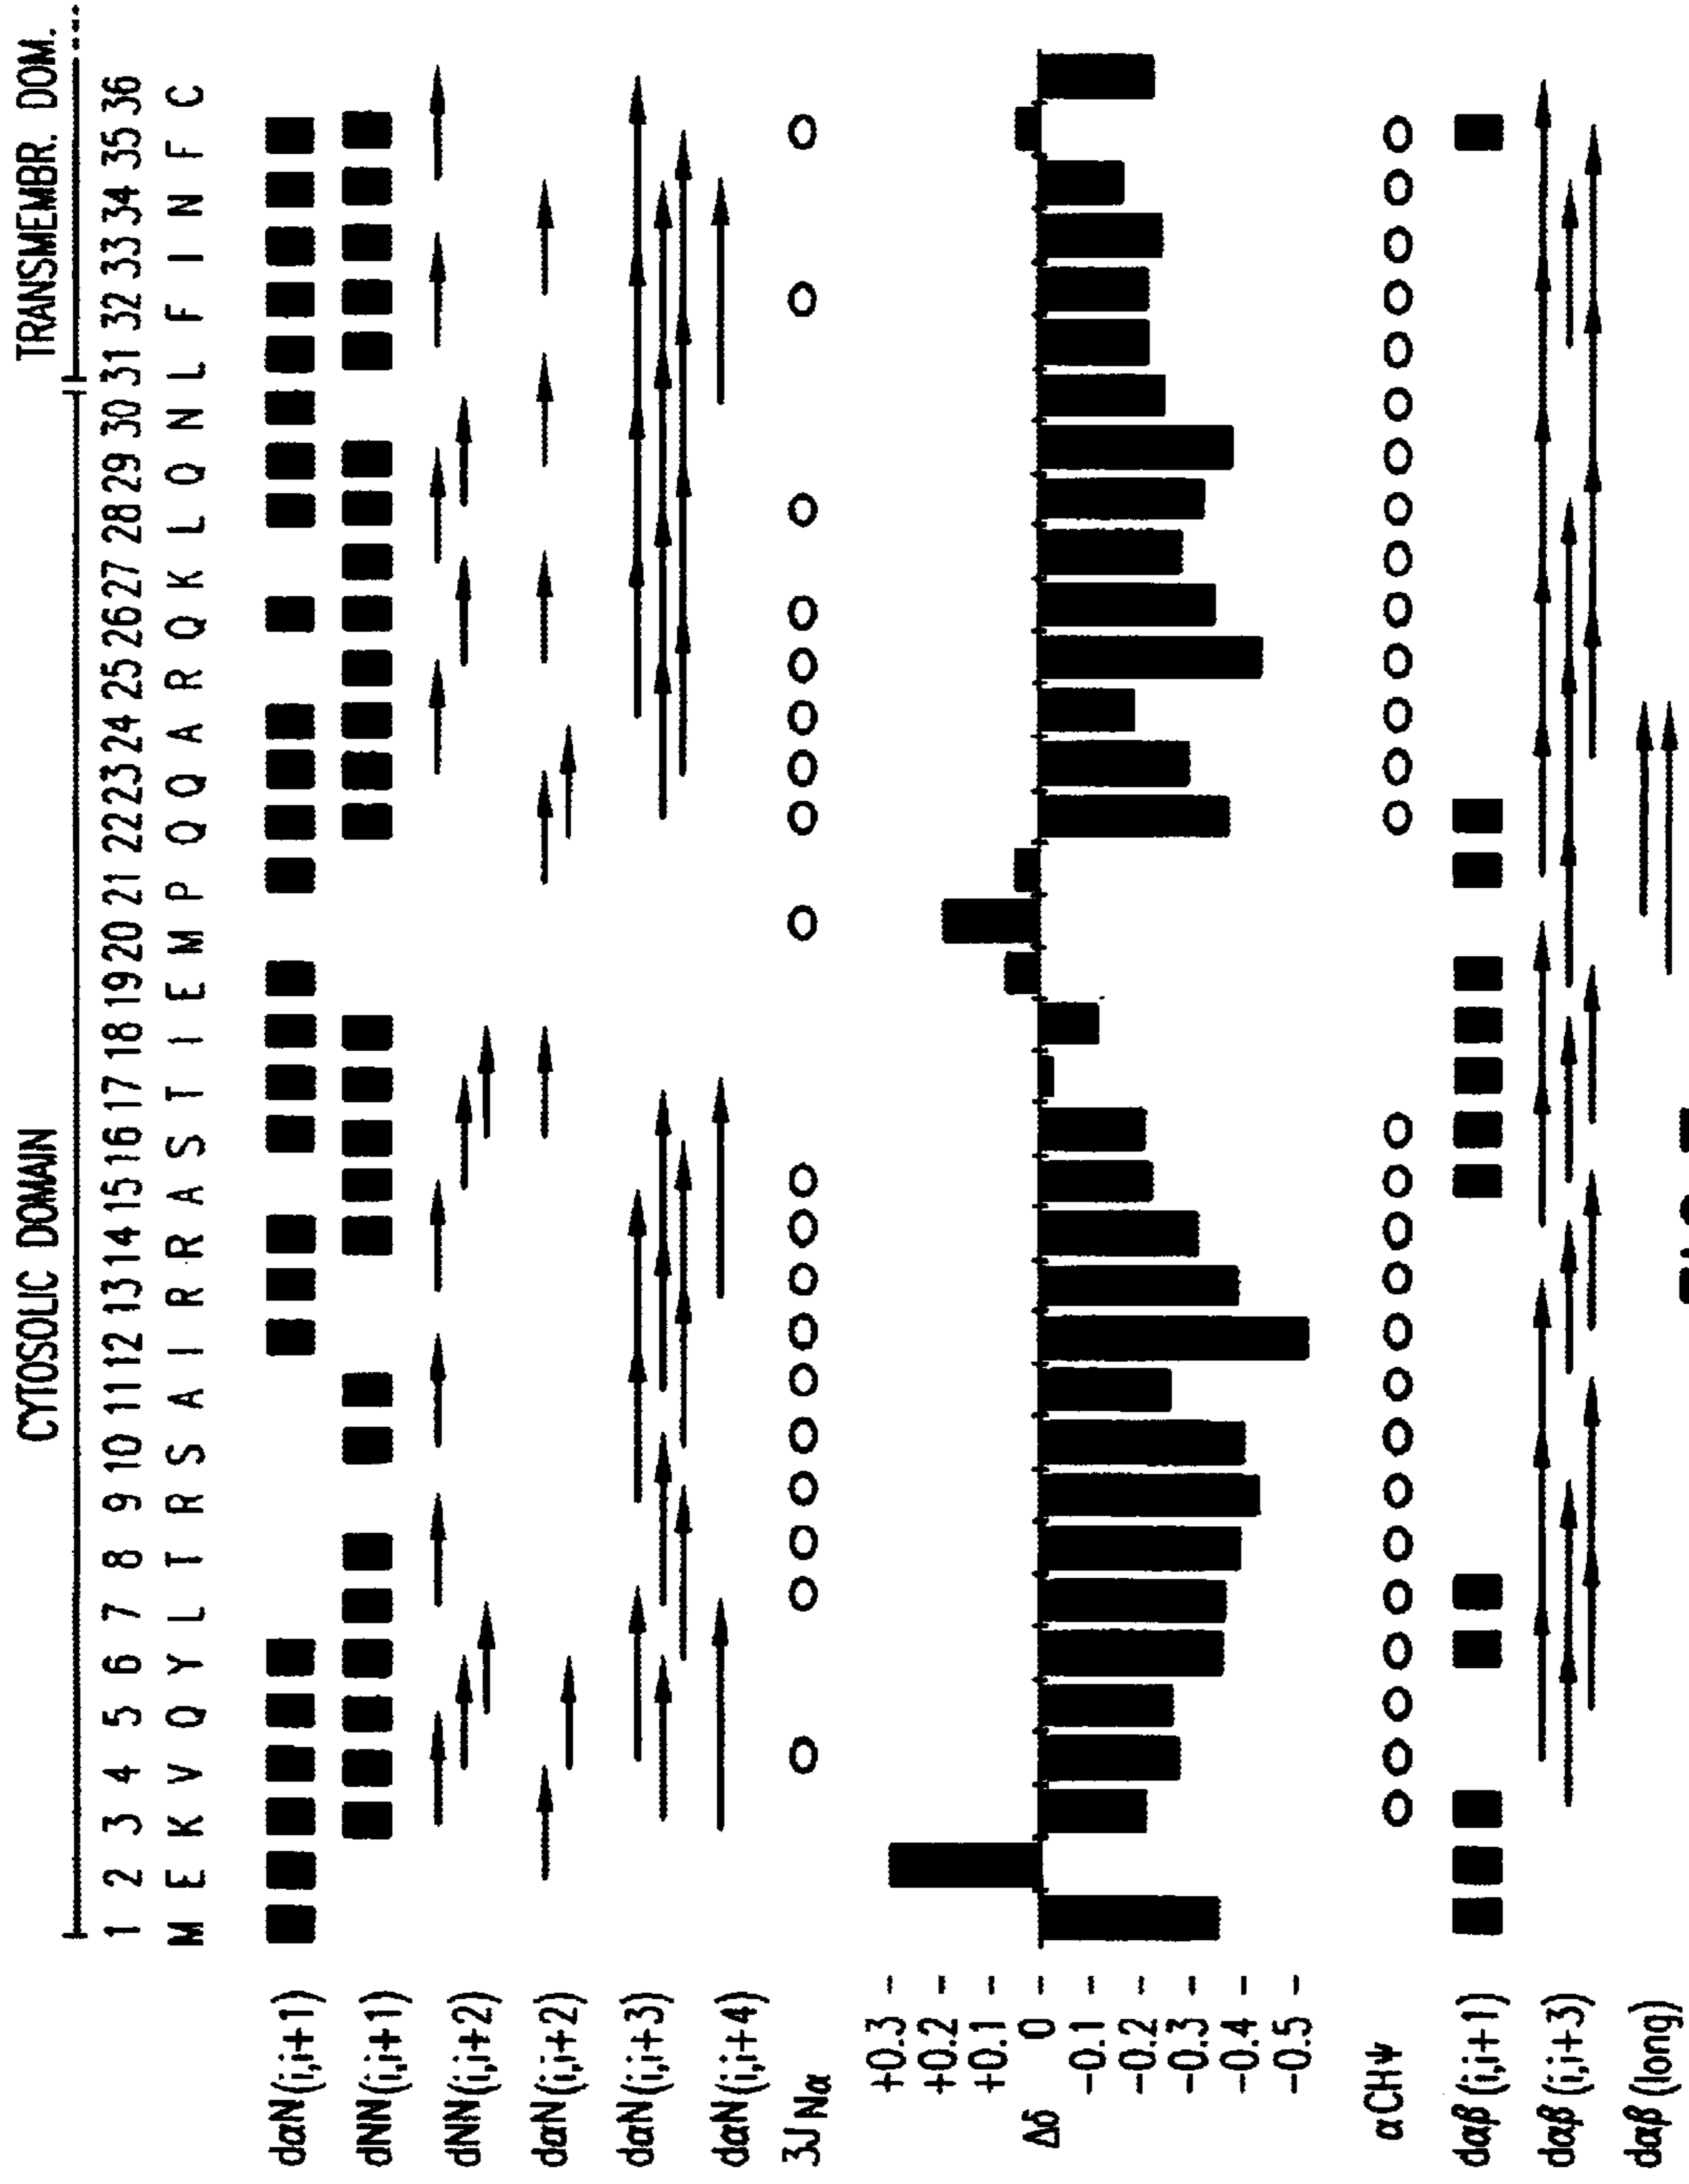 CYTOSOLIC DOMAIN TRANSMEMBR. DOM.
1 2 3 4 5 6 7 8 9 10 11 12 13 14 15 16 17 18 19 20 21 22 23 24 25 26 27 28 29 30 31 32 33 34 35 36
M E K V Q Y L T R S A I R R A S T I E M P Q Q A R Q K L Q N L F I N F C
dαN(i,i+1)
dNN(i,i+1)
dNN(i,i+2)
dαN(i,i+2)
dαN(i,i+3)
dαN(i,i+4)
3JNα
+0.3
+0.2
+0.1
Δδ 0
-0.1
-0.2
-0.3
-0.4
-0.5
αCHΨ
dαβ(i,i+1)
dαβ(i,i+3)
dαβ(long)